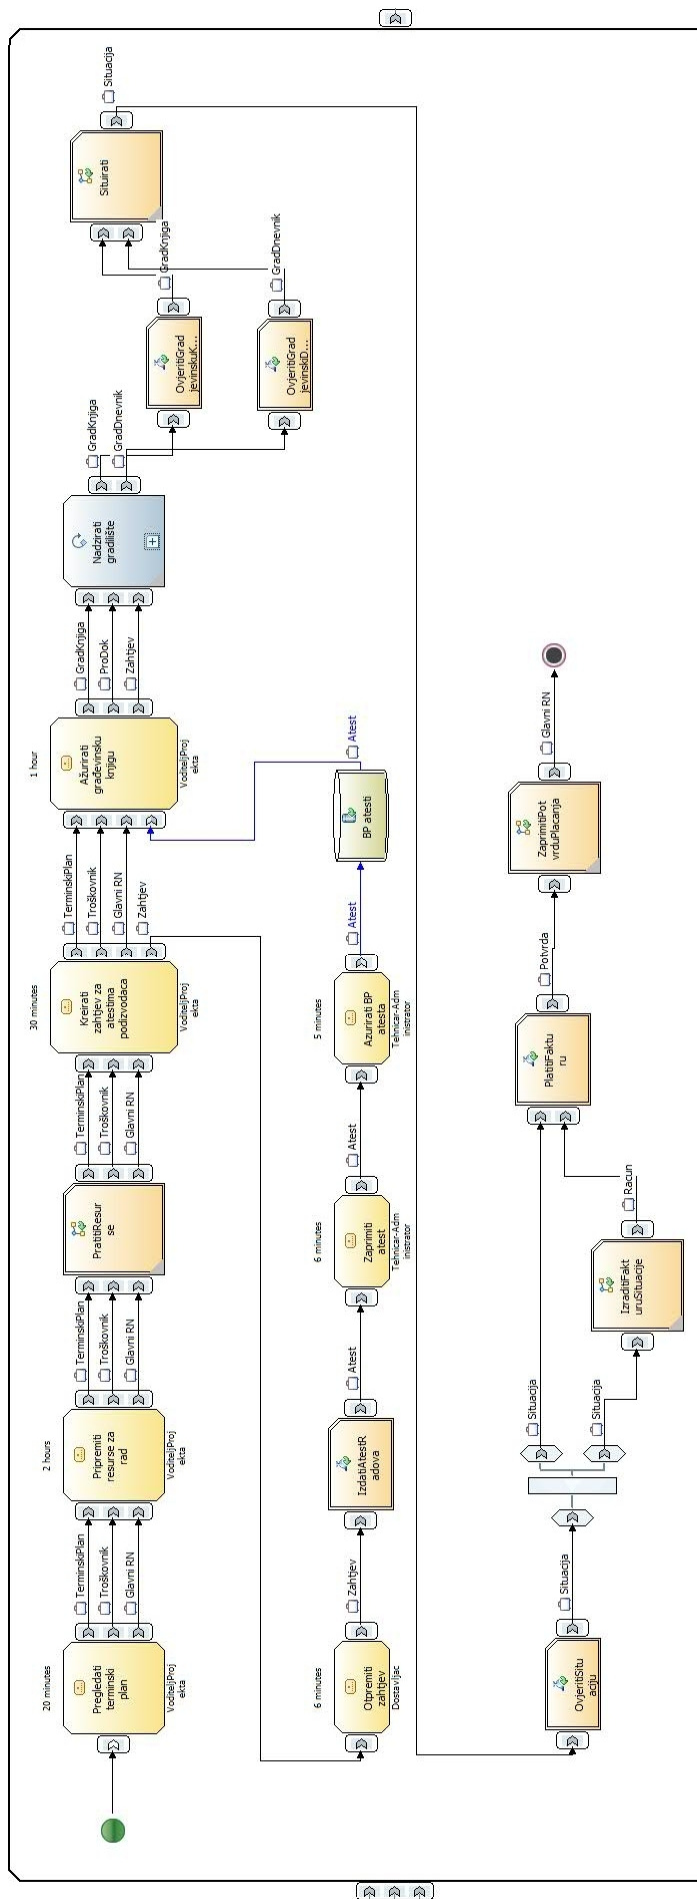 20 minutes
Pregledati
terminski
plan
VoditeljProj
ekta
TerminskiPlan
Troškovnik
Glavni RN
2 hours
Pripremiti
resurse za
rad
VoditeljProj
ekta
TerminskiPlan
Troškovnik
Glavni RN
PratitiResur
se
TerminskiPlan
Troškovnik
Glavni RN
30 minutes
Kreirati
zahtjev za
atestima
podizvođaća
VoditeljProj
ekta
TerminskiPlan
Troškovnik
Glavni RN
Zahtjev
1 hour
Ažurirati
građevinsku
knjigu
VoditeljProj
ekta
GradKnjiga
ProDok
Zahtjev
Nadzirati
gradilište
GradKnjiga
GradDnevnik
OvjeritiGrad
jevinskuK...
GradKnjiga
OvjeritiGrad
jevinskiD...
GradDnevnik
Situirati
Situacija
6 minutes
Otpremiti
zahtjev
Dostavljac
Zahtjev
IzdatiAtestR
adova
Atest
6 minutes
Zaprimiti
atest
Tehnicar-Adm
inistrator
Atest
5 minutes
Azurirati BP
atesta
Tehnicar-Adm
inistrator
Atest
BP atesti
Atest
OvjeritiSitu
aciju
Situacija
Situacija
Situacija
IzraditiFakt
uruSituacije
Racun
PlatitiFaktu
ru
Potvrda
ZaprimitiPot
vrduPlacanja
Glavni RN